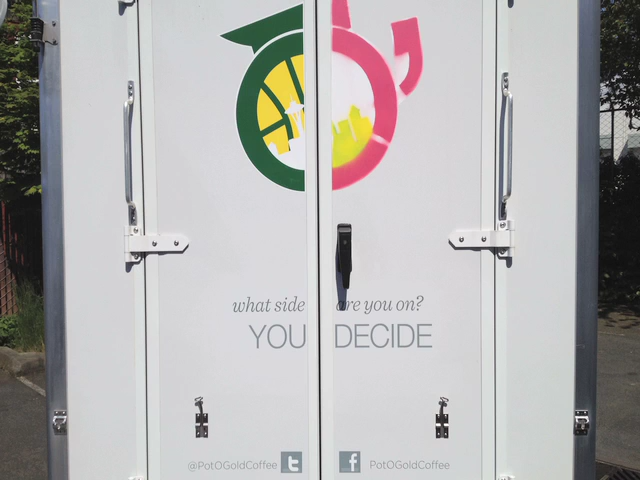 what side are you on?
YOU DECIDE
@PotOGoldCoffee t f PotOGoldCoffee